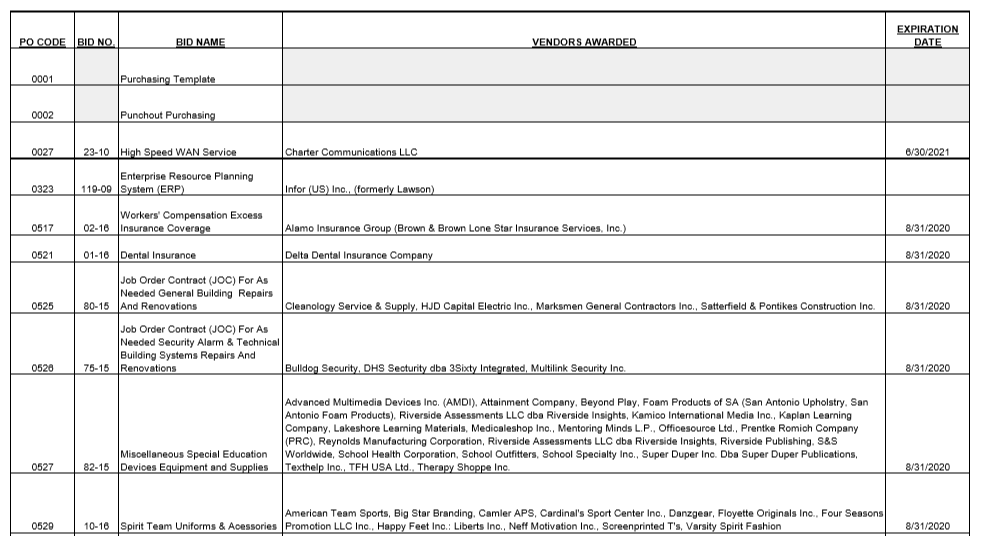 PO CODE BID NO. BID NAME VENDORS AWARDED EXPIRATION DATE
0001 Purchasing Template
0002 Punchout Purchasing
0027 23-10 High Speed WAN Service Charter Communications LLC 6/30/2021
Enterprise Resource Planning
0323 119-09 System (ERP) Infor (US) Inc., (formerly Lawson)
Workers' Compensation Excess
0517 02-16 Insurance Coverage Alamo Insurance Group (Brown & Brown Lone Star Insurance Services, Inc.) 8/31/2020
0521 01-16 Dental Insurance Delta Dental Insurance Company 8/31/2020
Job Order Contract (JOC) For As
Needed General Building Repairs
0525 80-15 And Renovations Cleanology Service & Supply, HJD Capital Electric Inc., Marksmen General Contractors Inc., Satterfield & Pontikes Construction Inc. 8/31/2020
Job Order Contract (JOC) For As
Needed Security Alarm & Technical
Building Systems Repairs And
0526 75-15 Renovations Bulldog Security, DHS Secturity dba 3Sixty Integrated, Multilink Security Inc. 8/31/2020
Advanced Multimedia Devices Inc. (AMDI), Attainment Company, Beyond Play, Foam Products of SA (San Antonio Upholstry, San
Antonio Foam Products), Riverside Assessments LLC dba Riverside Insights, Kamico International Media Inc., Kaplan Learning
Company, Lakeshore Learning Materials, Medicaleshop Inc., Mentoring Minds L.P., Officesource Ltd., Prentke Romich Company
(PRC), Reynolds Manufacturing Corporation, Riverside Assessments LLC dba Riverside Insights, Riverside Publishing, S&S
Miscellaneous Special Education Worldwide, School Health Corporation, School Outfitters, School Specialty Inc., Super Duper Inc. Dba Super Duper Publications,
0527 82-15 Devices Equipment and Supplies Texthelp Inc., TFH USA Ltd., Therapy Shoppe Inc. 8/31/2020
American Team Sports, Big Star Branding, Camler APS, Cardinal's Sport Center Inc., Danzgear, Floyette Originals Inc., Four Seasons
0529 10-16 Spirit Team Uniforms & Acessories Promotion LLC Inc., Happy Feet Inc.: Liberts Inc., Neff Motivation Inc., Screenprinted T's, Varsity Spirit Fashion 8/31/2020